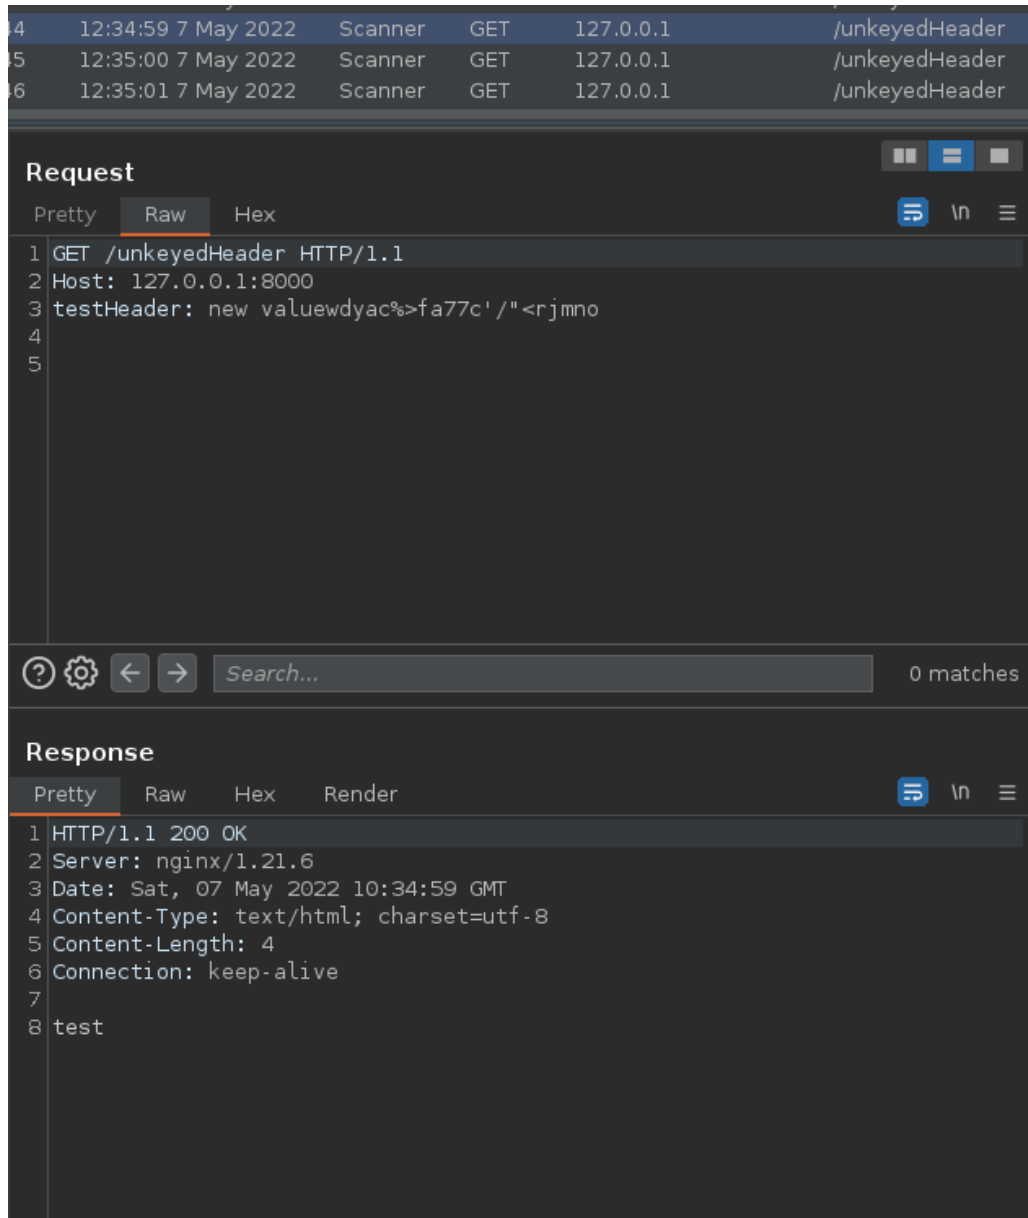 44 12:34:59 7 May 2022 Scanner GET 127.0.0.1 /unkeyedHeader
45 12:35:00 7 May 2022 Scanner GET 127.0.0.1 /unkeyedHeader
46 12:35:01 7 May 2022 Scanner GET 127.0.0.1 /unkeyedHeader
Request
Pretty Raw Hex \n
1 GET /unkeyedHeader HTTP/1.1
2 Host: 127.0.0.1:8000
3 testHeader: new valuewdyac%>fa77c'/"<rjmno
4
5
? Search... 0 matches
Response
Pretty Raw Hex Render \n
1 HTTP/1.1 200 OK
2 Server: nginx/1.21.6
3 Date: Sat, 07 May 2022 10:34:59 GMT
4 Content-Type: text/html; charset=utf-8
5 Content-Length: 4
6 Connection: keep-alive
7
8 test